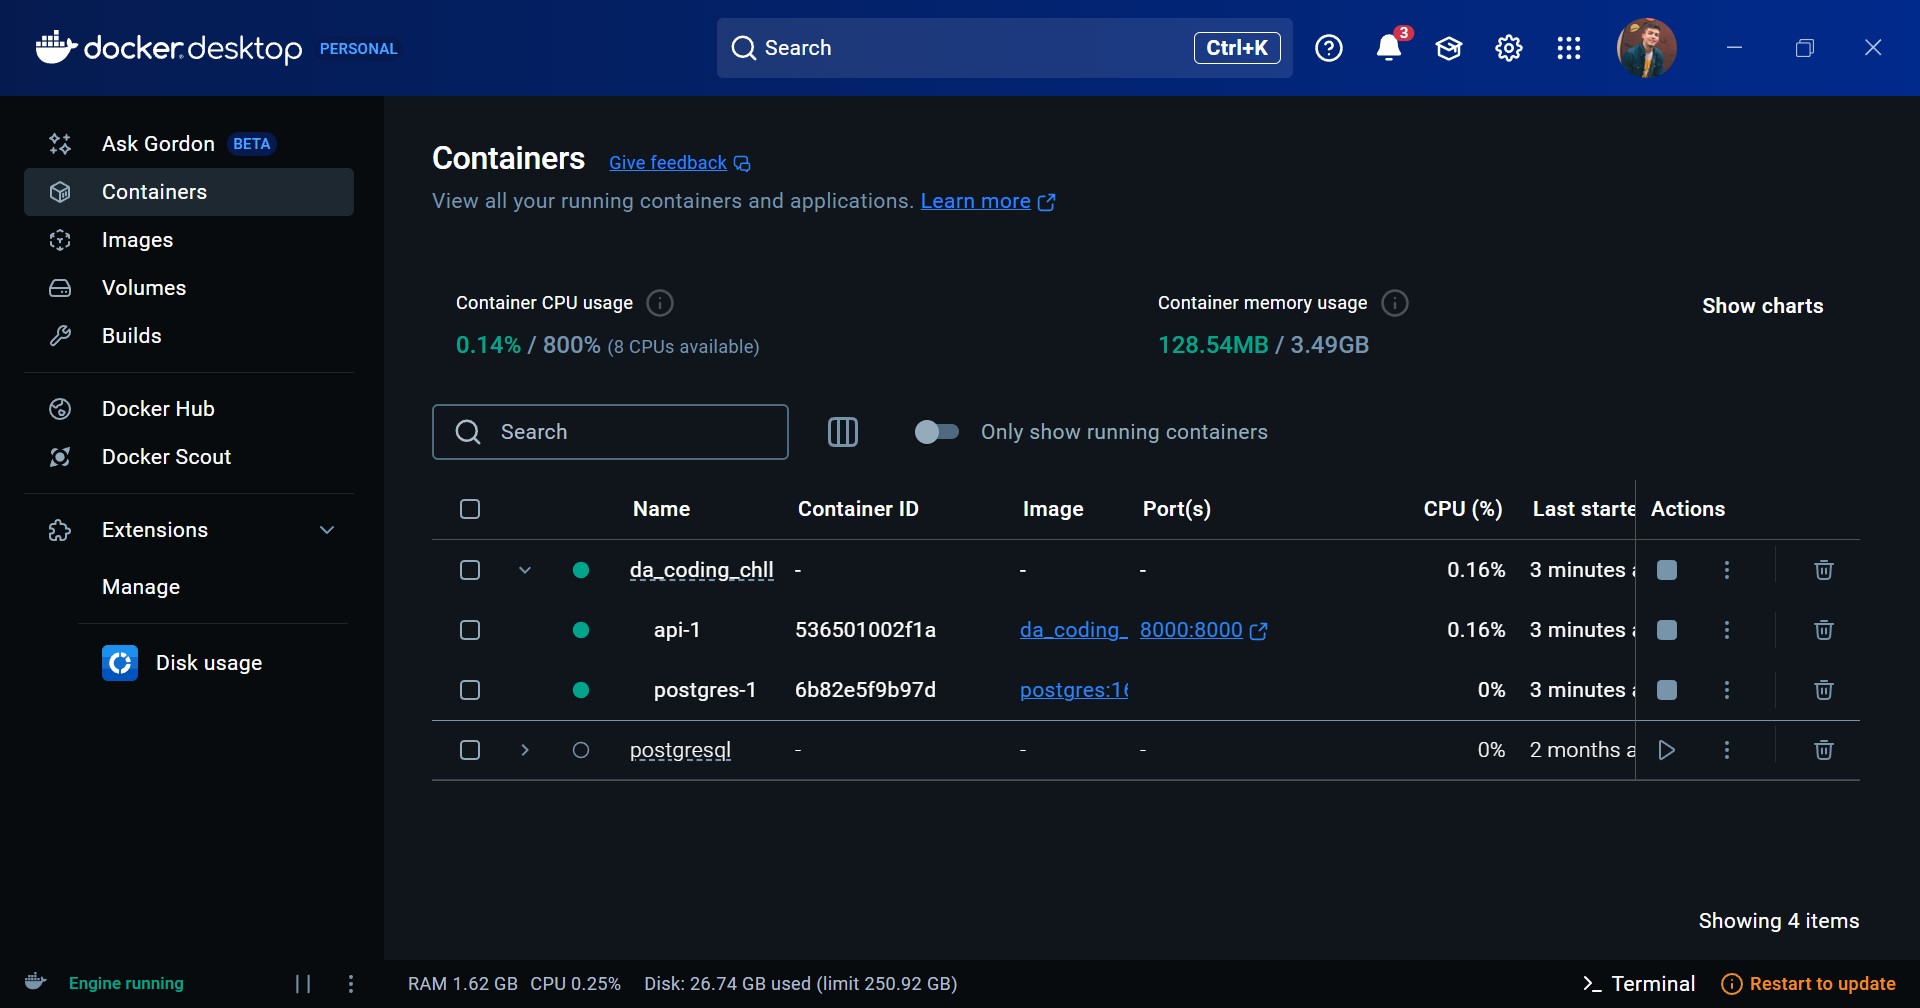 docker desktop PERSONAL
Search
Ctrl+K
3
Ask Gordon BETA
Containers
Images
Volumes
Builds
Docker Hub
Docker Scout
Extensions
Manage
Disk usage
Containers Give feedback
View all your running containers and applications. Learn more
Container CPU usage
0.14% / 800% (8 CPUs available)
Container memory usage
128.54MB / 3.49GB
Show charts
Search
Only show running containers
Name Container ID Image Port(s) CPU (%) Last starte Actions
da_coding_chll - - - 0.16% 3 minutes a
api-1 536501002f1a da_coding_ 8000:8000 0.16% 3 minutes a
postgres-1 6b82e5f9b97d postgres:16 0% 3 minutes a
postgresql - - - 0% 2 months a
Showing 4 items
Engine running
RAM 1.62 GB CPU 0.25% Disk: 26.74 GB used (limit 250.92 GB)
Terminal
Restart to update